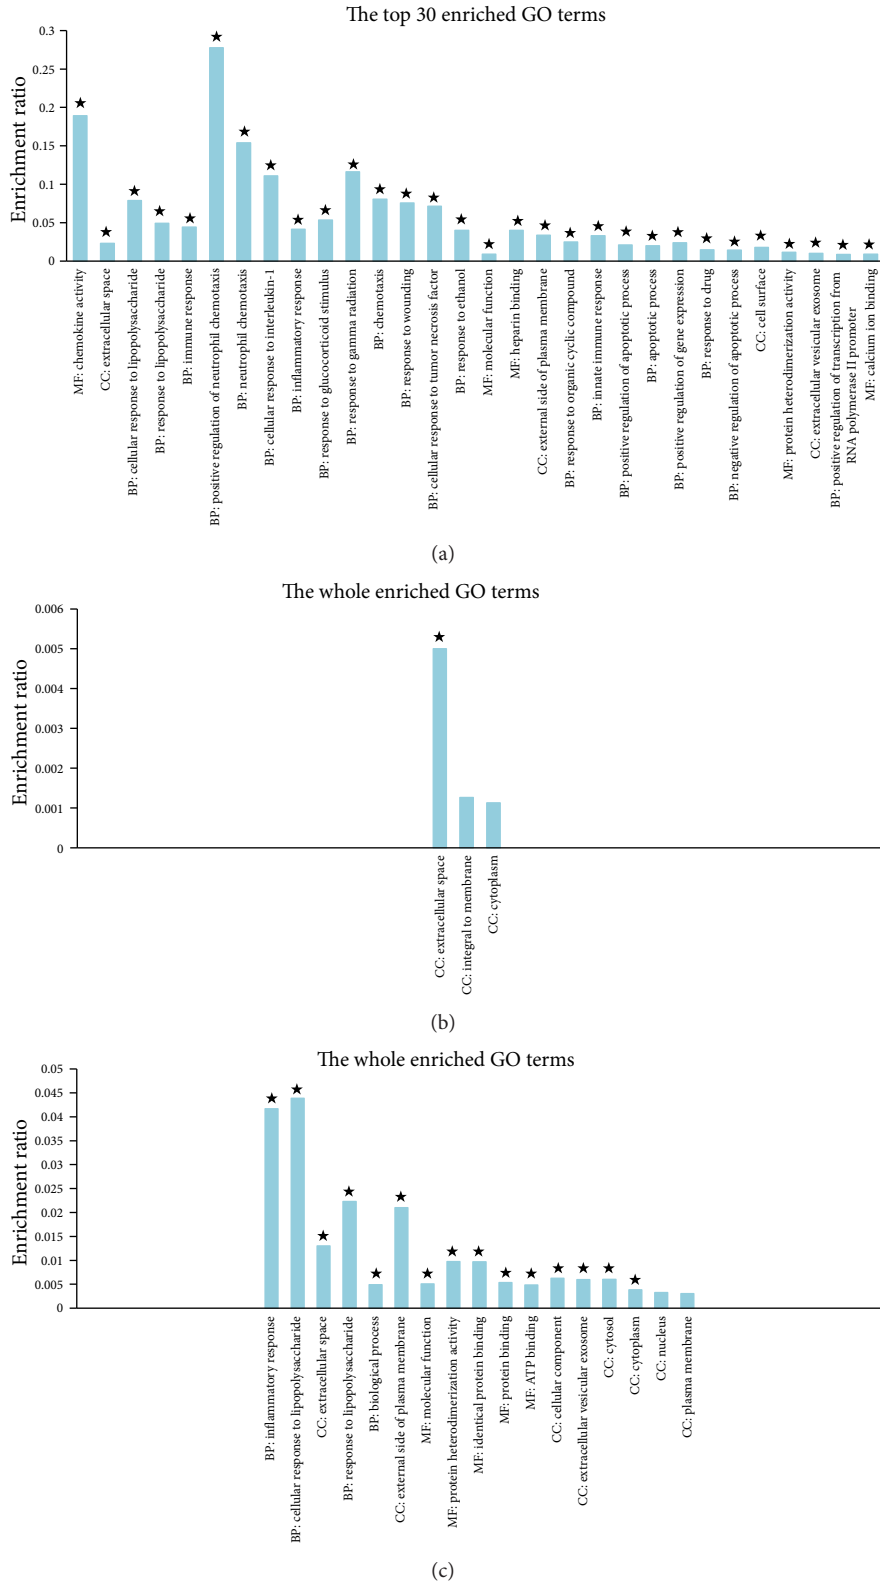 The top 30 enriched GO terms
Enrichment ratio
0.3
0.25
0.2
0.15
0.1
0.05
0
MF: chemokine activity
CC: extracellular space
BP: cellular response to lipopolysaccharide
BP: response to lipopolysaccharide
BP: immune response
BP: positive regulation of neutrophil chemotaxis
BP: neutrophil chemotaxis
BP: cellular response to interleukin-1
BP: inflammatory response
BP: response to glucocorticoid stimulus
BP: response to gamma radiation
BP: chemotaxis
BP: response to wounding
BP: cellular response to tumor necrosis factor
BP: response to ethanol
MF: molecular function
MF: heparin binding
CC: external side of plasma membrane
BP: response to organic cyclic compound
BP: innate immune response
BP: positive regulation of apoptotic process
BP: apoptotic process
BP: positive regulation of gene expression
BP: response to drug
BP: negative regulation of apoptotic process
CC: cell surface
MF: protein heterodimerization activity
CC: extracellular vesicular exosome
BP: positive regulation of transcription from
RNA polymerase II promoter
MF: calcium ion binding
(a)
The whole enriched GO terms
Enrichment ratio
0.006
0.005
0.004
0.003
0.002
0.001
0
CC: extracellular space
CC: integral to membrane
CC: cytoplasm
(b)
The whole enriched GO terms
Enrichment ratio
0.05
0.045
0.04
0.035
0.03
0.025
0.02
0.015
0.01
0.005
0
BP: inflammatory response
BP: cellular response to lipopolysaccharide
CC: extracellular space
BP: response to lipopolysaccharide
BP: biological process
CC: external side of plasma membrane
MF: molecular function
MF: protein heterodimerization activity
MF: identical protein binding
MF: protein binding
MF: ATP binding
CC: cellular component
CC: extracellular vesicular exosome
CC: cytosol
CC: cytoplasm
CC: nucleus
CC: plasma membrane
(c)